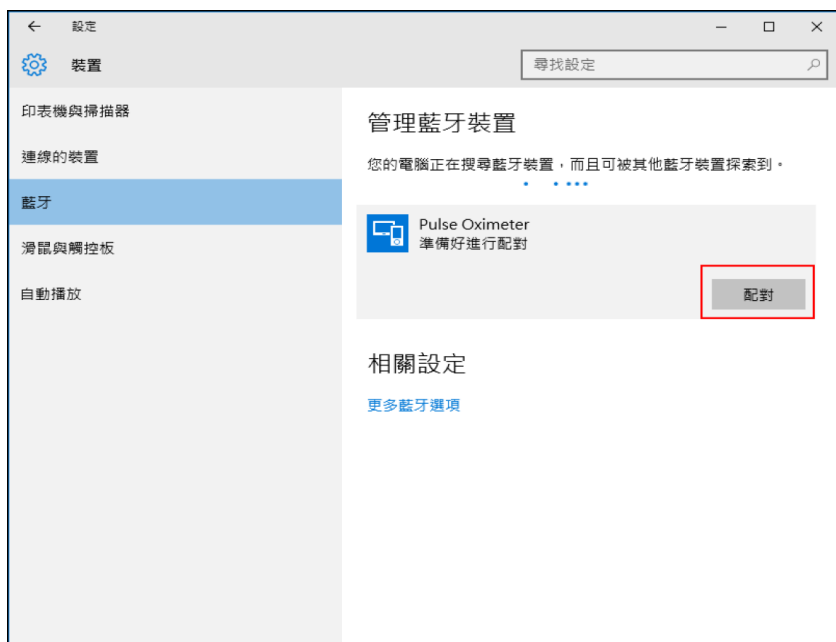 設定
裝置
尋找設定
印表機與掃描器
連線的裝置
藍牙
滑鼠與觸控板
自動播放
管理藍牙裝置
您的電腦正在搜尋藍牙裝置，而且可被其他藍牙裝置探索到。
Pulse Oximeter
準備好進行配對
配對
相關設定
更多藍牙選項